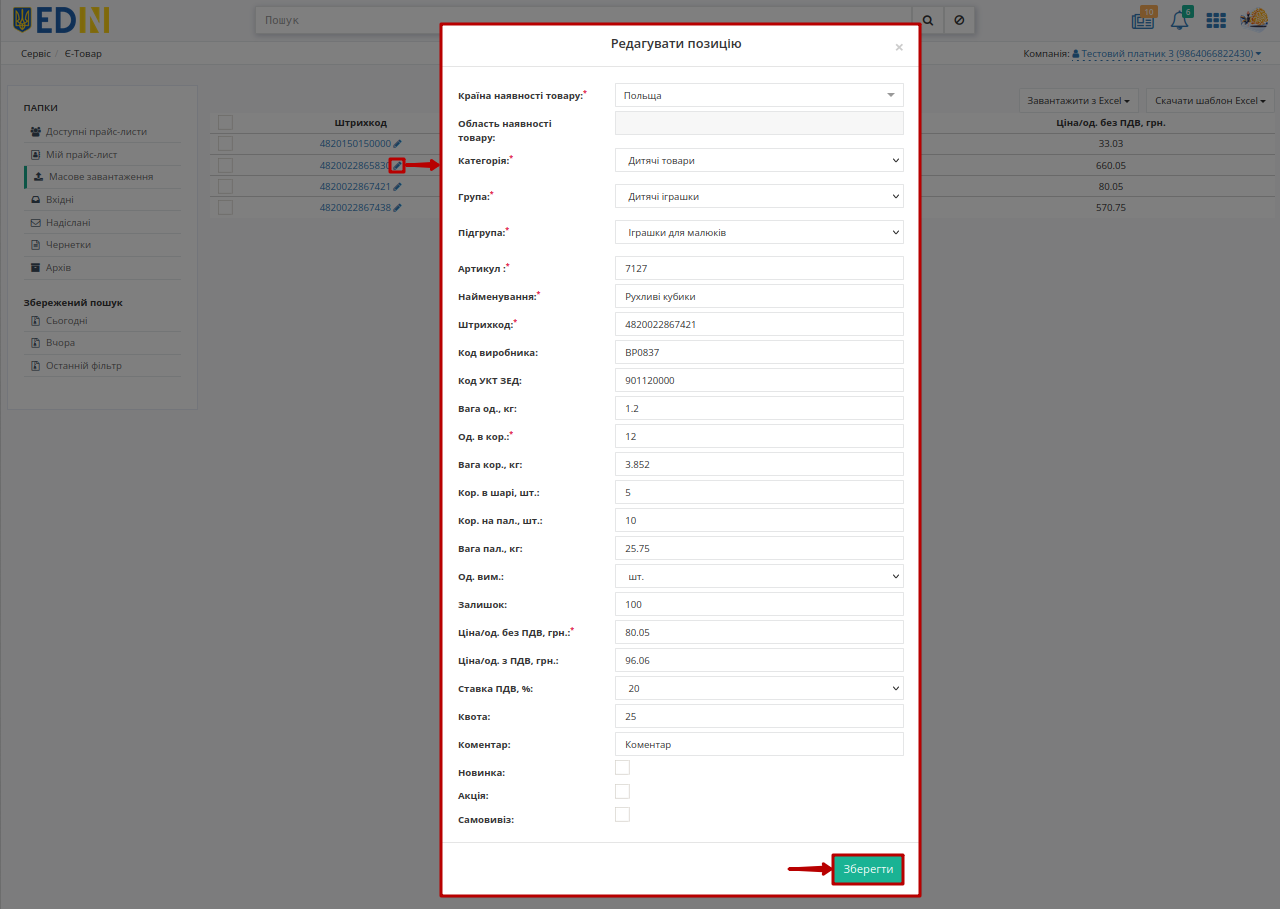 EDIN
Пошук
10
6
Сервіс / Є-Товар
Компанія: Тестовий платник 3 (9864066822430)
ПАПКИ
Доступні прайс-листи
Мій прайс-лист
Масове завантаження
Вхідні
Надіслані
Чернетки
Архів
Збережений пошук
Сьогодні
Вчора
Останній фільтр
Завантажити з Excel
Скачати шаблон Excel
Штрихкод
Ціна/од. без ПДВ, грн.
4820150150000
33.03
4820022865830
660.05
4820022867421
80.05
4820022867438
570.75
Редагувати позицію
×
Країна наявності товару:* Польща
Область наявності
товару:
Категорія:* Дитячі товари
Група:* Дитячі іграшки
Підгрупа:* Іграшки для малюків
Артикул :* 7127
Найменування:* Рухливі кубики
Штрихкод:* 4820022867421
Код виробника: BP0837
Код УКТ ЗЕД: 901120000
Вага од., кг: 1.2
Од. в кор.:* 12
Вага кор., кг: 3.852
Кор. в шарі, шт.: 5
Кор. на пал., шт.: 10
Вага пал., кг: 25.75
Од. вим.: шт.
Залишок: 100
Ціна/од. без ПДВ, грн.:* 80.05
Ціна/од. з ПДВ, грн.: 96.06
Ставка ПДВ, %: 20
Квота: 25
Коментар: Коментар
Новинка:
Акція:
Самовивіз:
Зберегти